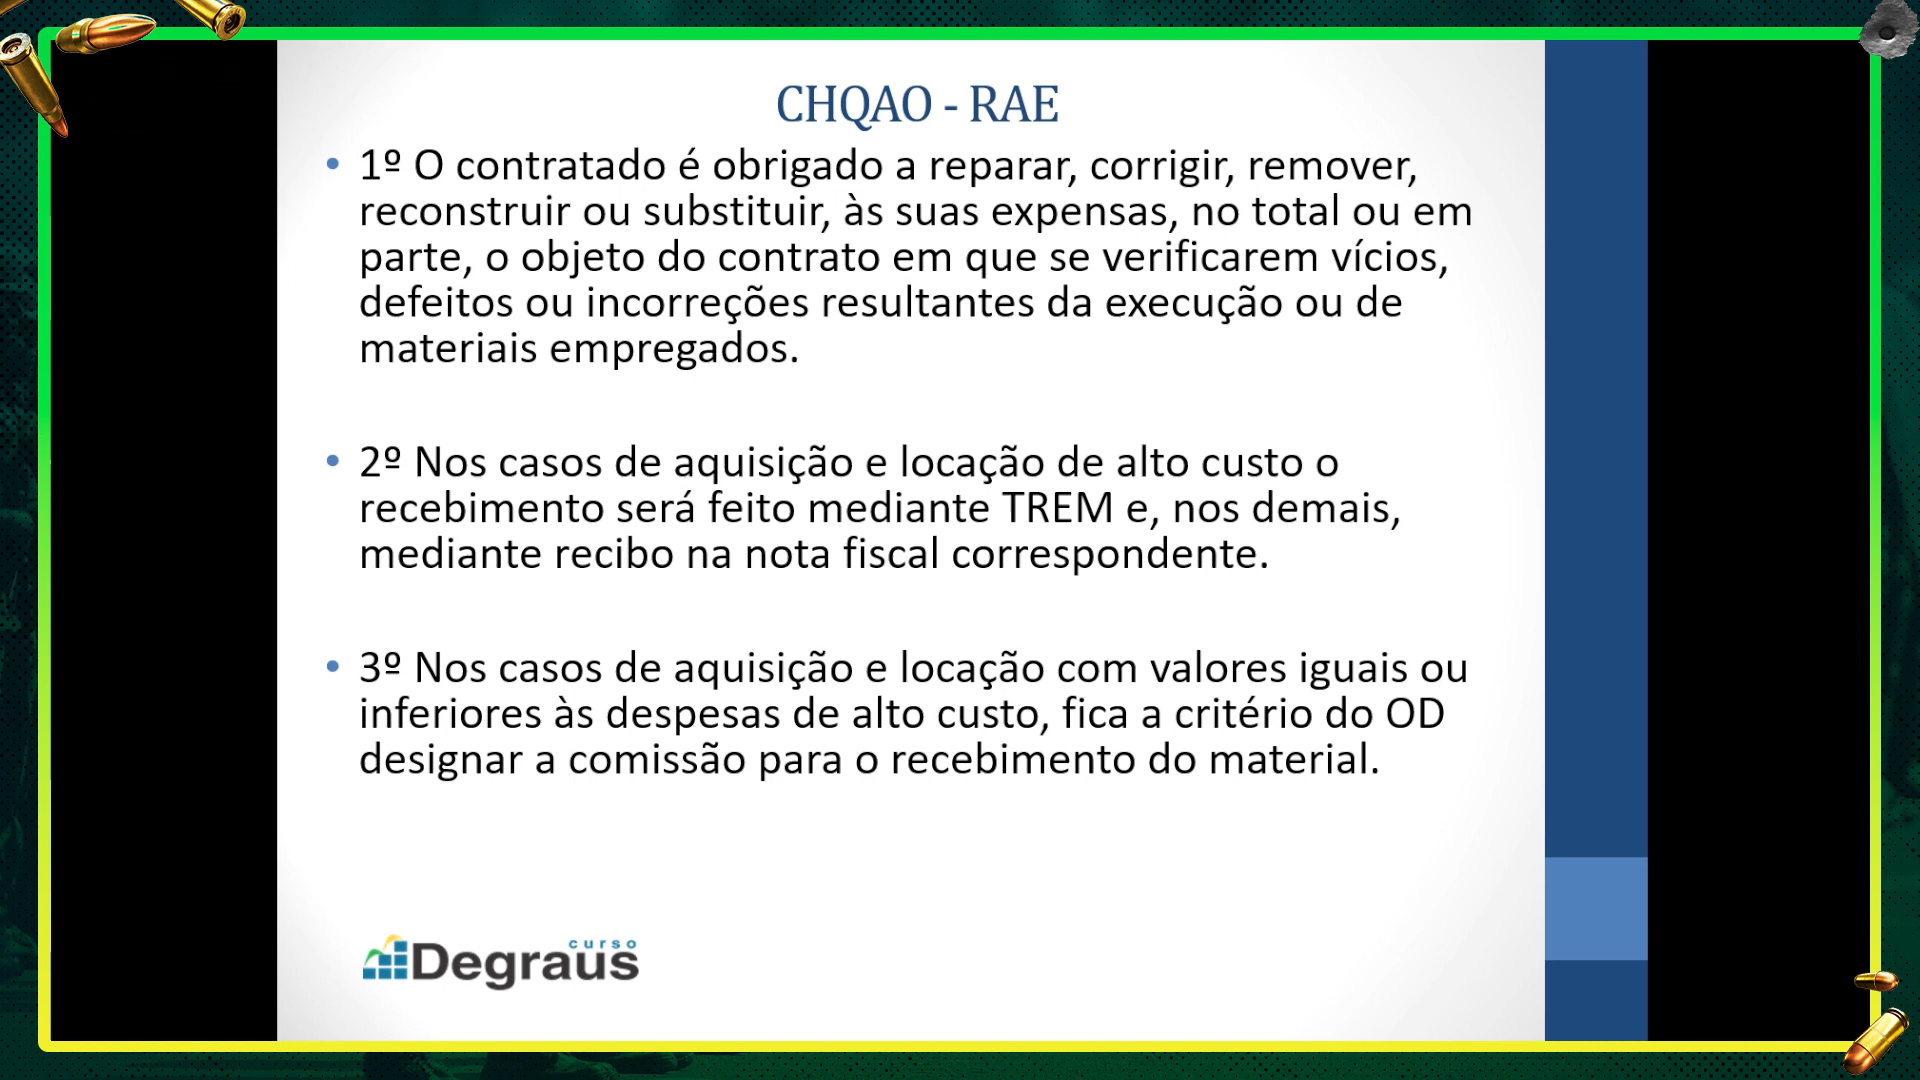 CHQAO - RAE
• 1º O contratado é obrigado a reparar, corrigir, remover,
reconstruir ou substituir, às suas expensas, no total ou em
parte, o objeto do contrato em que se verificarem vícios,
defeitos ou incorreções resultantes da execução ou de
materiais empregados.
• 2º Nos casos de aquisição e locação de alto custo o
recebimento será feito mediante TREM e, nos demais,
mediante recibo na nota fiscal correspondente.
• 3º Nos casos de aquisição e locação com valores iguais ou
inferiores às despesas de alto custo, fica a critério do OD
designar a comissão para o recebimento do material.
curso
Degraus